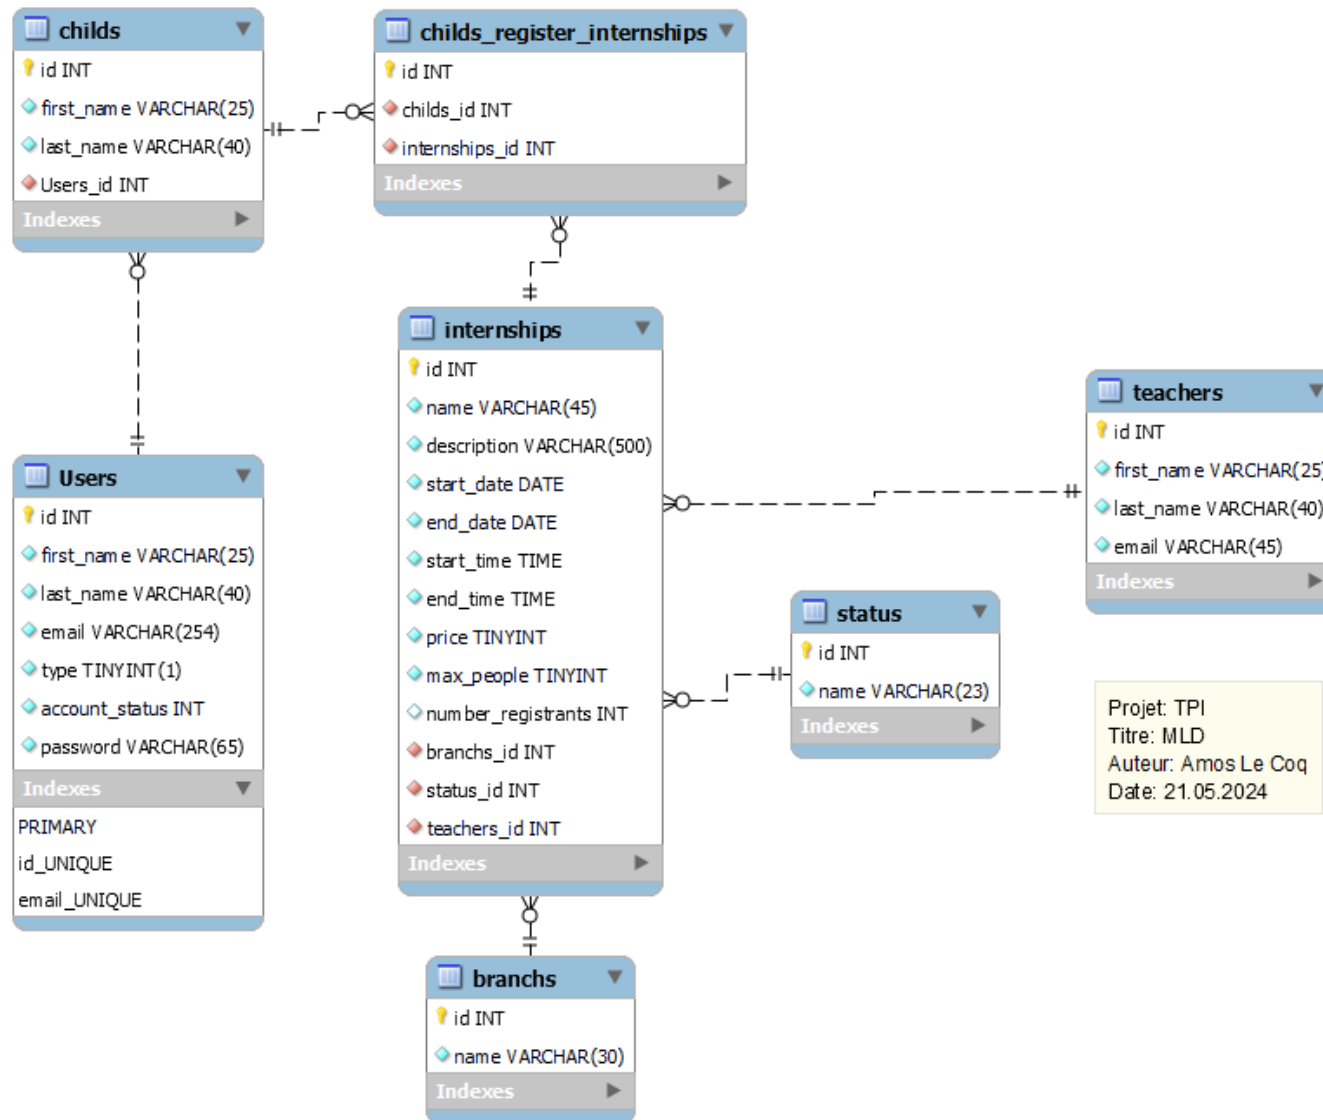 childs
id INT
first_name VARCHAR(25)
last_name VARCHAR(40)
Users_id INT
Indexes
childs_register_internships
id INT
childs_id INT
internships_id INT
Indexes
internships
id INT
name VARCHAR(45)
description VARCHAR(500)
start_date DATE
end_date DATE
start_time TIME
end_time TIME
price TINYINT
max_people TINYINT
number_registrants INT
branchs_id INT
status_id INT
teachers_id INT
Indexes
teachers
id INT
first_name VARCHAR(25)
last_name VARCHAR(40)
email VARCHAR(45)
Indexes
Users
id INT
first_name VARCHAR(25)
last_name VARCHAR(40)
email VARCHAR(254)
type TINYINT(1)
account_status INT
password VARCHAR(65)
Indexes
PRIMARY
id_UNIQUE
email_UNIQUE
status
id INT
name VARCHAR(23)
Indexes
Projet: TPI
Titre: MLD
Auteur: Amos Le Coq
Date: 21.05.2024
branchs
id INT
name VARCHAR(30)
Indexes